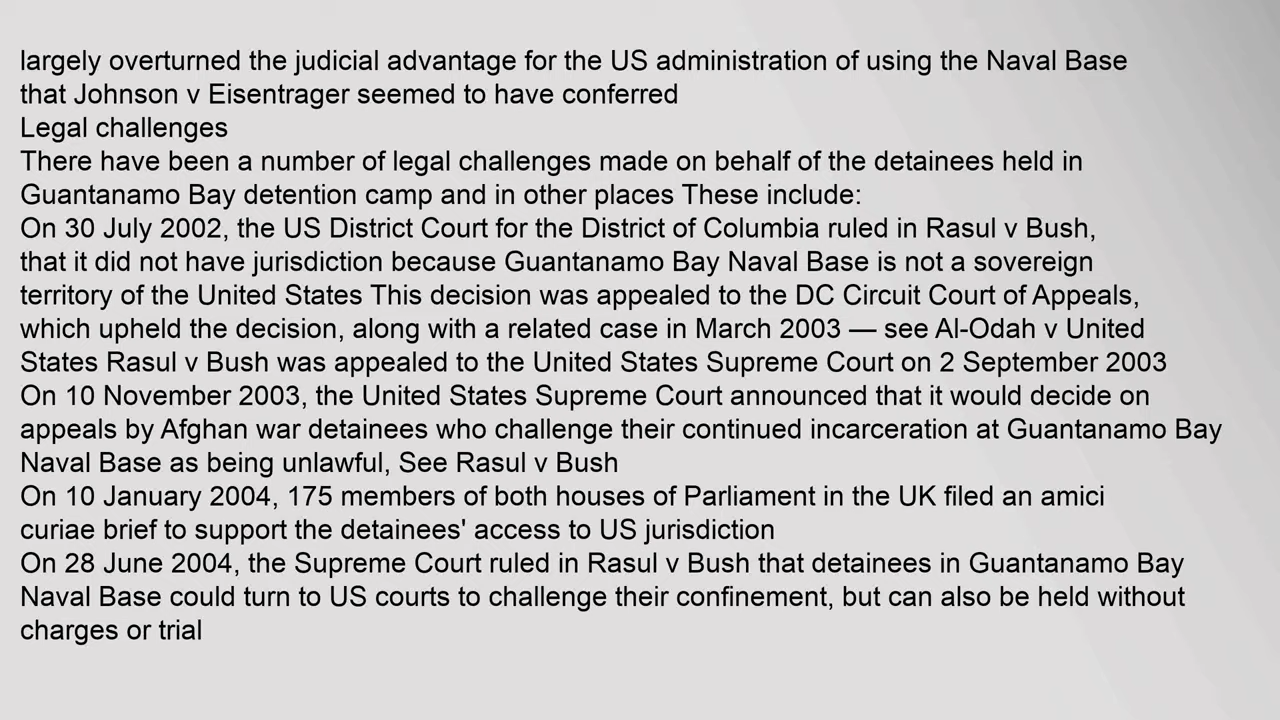 largely overturned the judicial advantage for the US administration of using the Naval Base
that Johnson v Eisentrager seemed to have conferred
Legal challenges
There have been a number of legal challenges made on behalf of the detainees held in
Guantanamo Bay detention camp and in other places These include:
On 30 July 2002, the US District Court for the District of Columbia ruled in Rasul v Bush,
that it did not have jurisdiction because Guantanamo Bay Naval Base is not a sovereign
territory of the United States This decision was appealed to the DC Circuit Court of Appeals,
which upheld the decision, along with a related case in March 2003 — see Al-Odah v United
States Rasul v Bush was appealed to the United States Supreme Court on 2 September 2003
On 10 November 2003, the United States Supreme Court announced that it would decide on
appeals by Afghan war detainees who challenge their continued incarceration at Guantanamo Bay
Naval Base as being unlawful, See Rasul v Bush
On 10 January 2004, 175 members of both houses of Parliament in the UK filed an amici
curiae brief to support the detainees' access to US jurisdiction
On 28 June 2004, the Supreme Court ruled in Rasul v Bush that detainees in Guantanamo Bay
Naval Base could turn to US courts to challenge their confinement, but can also be held without
charges or trial